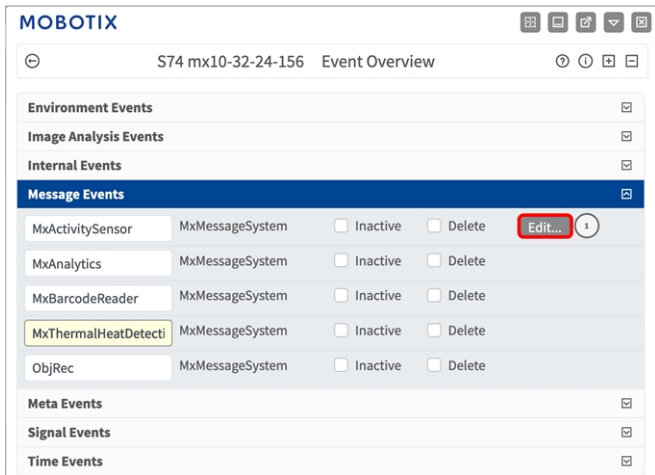 MOBOTIX
S74 mx10-32-24-156 Event Overview
Environment Events
Image Analysis Events
Internal Events
Message Events
MxActivitySensor MxMessageSystem Inactive Delete Edit... 1
MxAnalytics MxMessageSystem Inactive Delete
MxBarcodeReader MxMessageSystem Inactive Delete
MxThermalHeatDetecti MxMessageSystem Inactive Delete
ObjRec MxMessageSystem Inactive Delete
Meta Events
Signal Events
Time Events